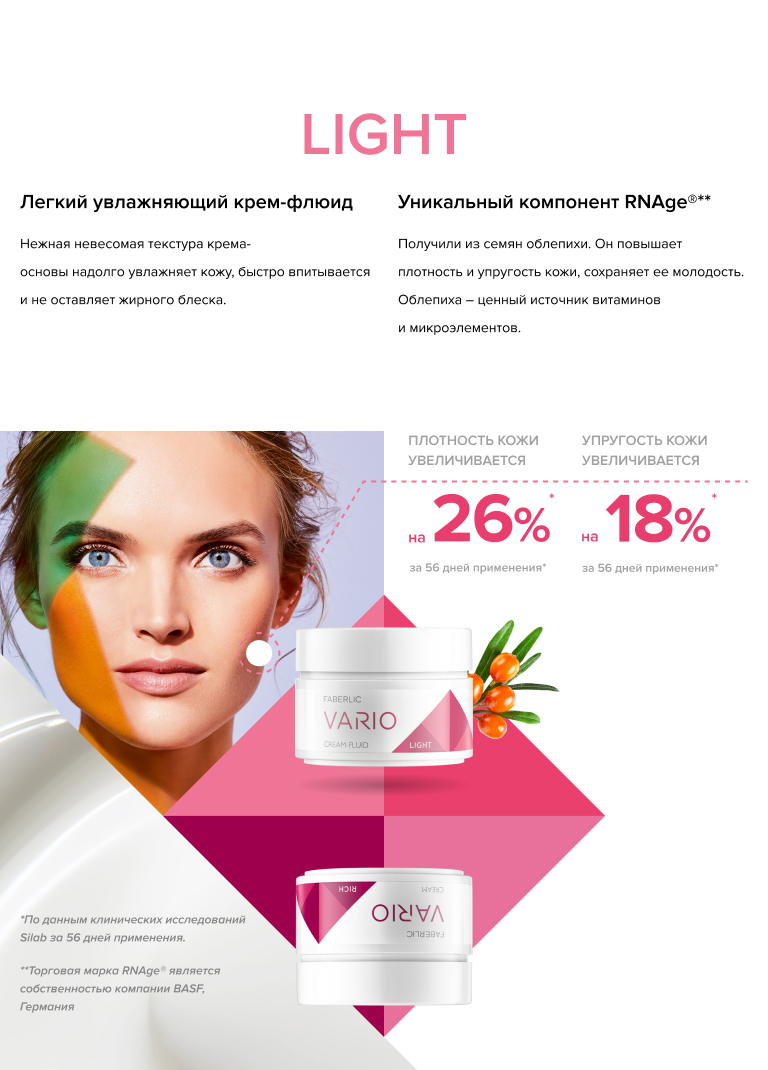 LIGHT
Легкий увлажняющий крем-флюид
Нежная невесомая текстура крема-
основы надолго увлажняет кожу, быстро впитывается
и не оставляет жирного блеска.
Уникальный компонент RNAge®**
Получили из семян облепихи. Он повышает
плотность и упругость кожи, сохраняет ее молодость.
Облепиха – ценный источник витаминов
и микроэлементов.
ПЛОТНОСТЬ КОЖИ
УВЕЛИЧИВАЕТСЯ
на 26%*
за 56 дней применения*
УПРУГОСТЬ КОЖИ
УВЕЛИЧИВАЕТСЯ
на 18%*
за 56 дней применения*
FABERLIC
VARIO
CREAM-FLUID
LIGHT
FABERLIC
VARIO
CREAM
RICH
*По данным клинических исследований
Silab за 56 дней применения.
**Торговая марка RNAge® является
собственностью компании BASF,
Германия